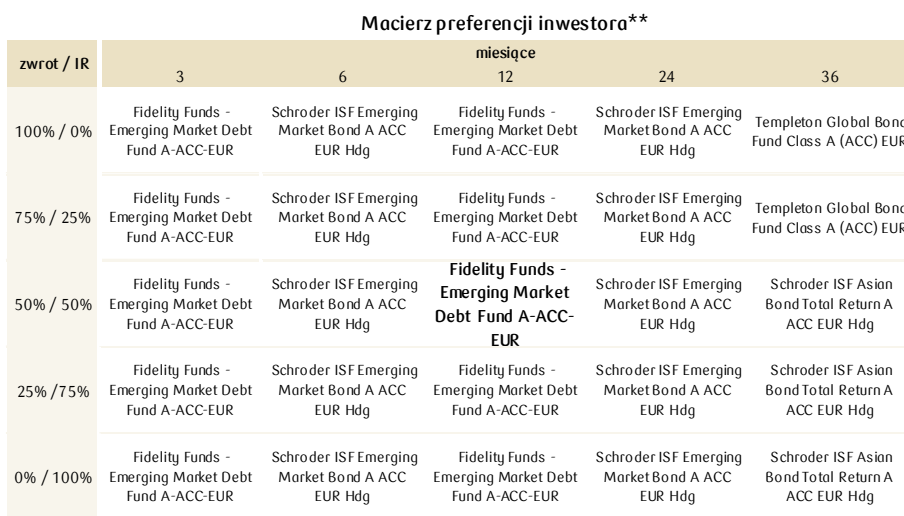 Macierz preferencji inwestora**
zwrot / IR
miesiące
3 6 12 24 36
100% / 0%
Fidelity Funds -
Emerging Market Debt
Fund A-ACC-EUR
Schroder ISF Emerging
Market Bond A ACC
EUR Hdg
Fidelity Funds -
Emerging Market Debt
Fund A-ACC-EUR
Schroder ISF Emerging
Market Bond A ACC
EUR Hdg
Templeton Global Bond
Fund Class A (ACC) EUR
75% / 25%
Fidelity Funds -
Emerging Market Debt
Fund A-ACC-EUR
Schroder ISF Emerging
Market Bond A ACC
EUR Hdg
Fidelity Funds -
Emerging Market Debt
Fund A-ACC-EUR
Schroder ISF Emerging
Market Bond A ACC
EUR Hdg
Templeton Global Bond
Fund Class A (ACC) EUR
50% / 50%
Fidelity Funds -
Emerging Market Debt
Fund A-ACC-EUR
Schroder ISF Emerging
Market Bond A ACC
EUR Hdg
Fidelity Funds -
Emerging Market
Debt Fund A-ACC-
EUR
Schroder ISF Emerging
Market Bond A ACC
EUR Hdg
Schroder ISF Asian
Bond Total Return A
ACC EUR Hdg
25% /75%
Fidelity Funds -
Emerging Market Debt
Fund A-ACC-EUR
Schroder ISF Emerging
Market Bond A ACC
EUR Hdg
Fidelity Funds -
Emerging Market Debt
Fund A-ACC-EUR
Schroder ISF Emerging
Market Bond A ACC
EUR Hdg
Schroder ISF Asian
Bond Total Return A
ACC EUR Hdg
0% / 100%
Fidelity Funds -
Emerging Market Debt
Fund A-ACC-EUR
Schroder ISF Emerging
Market Bond A ACC
EUR Hdg
Fidelity Funds -
Emerging Market Debt
Fund A-ACC-EUR
Schroder ISF Emerging
Market Bond A ACC
EUR Hdg
Schroder ISF Asian
Bond Total Return A
ACC EUR Hdg